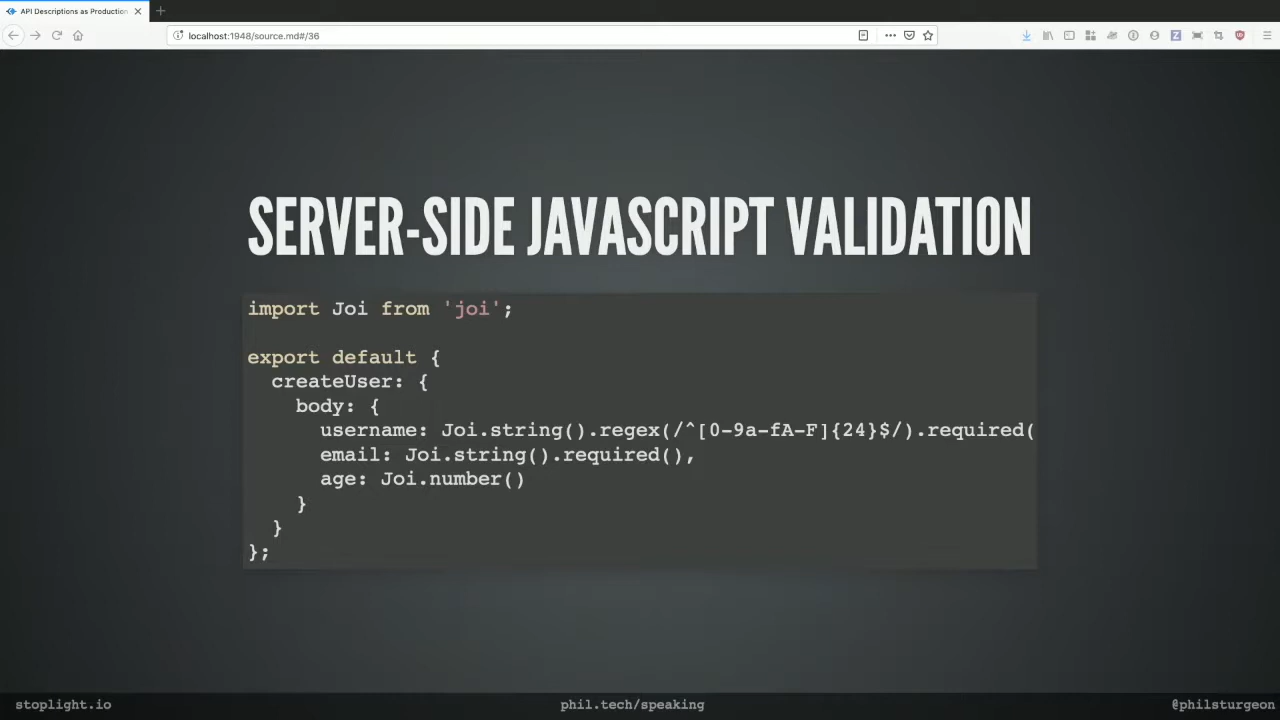 API Descriptions as Production
localhost:1948/source.md#/36
SERVER-SIDE JAVASCRIPT VALIDATION
import Joi from 'joi';
export default {
createUser: {
body: {
username: Joi.string().regex(/^[0-9a-fA-F]{24}$/).required(
email: Joi.string().required(),
age: Joi.number()
}
}
};
stoplight.io
phil.tech/speaking
@philsturgeon